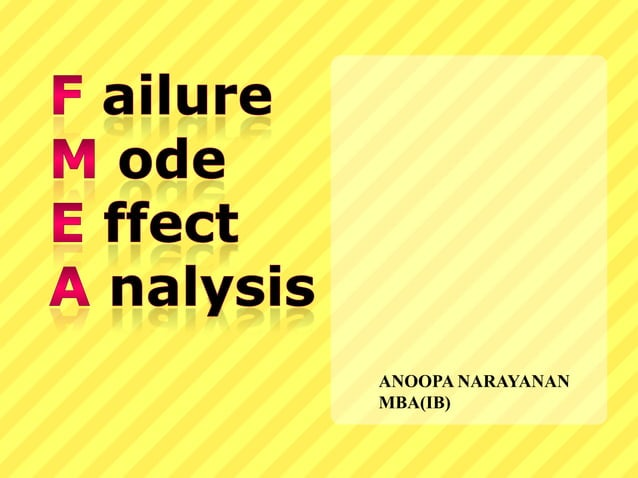 F ailure
M ode
E ffect
A nalysis
ANOOPA NARAYANAN
MBA(IB)